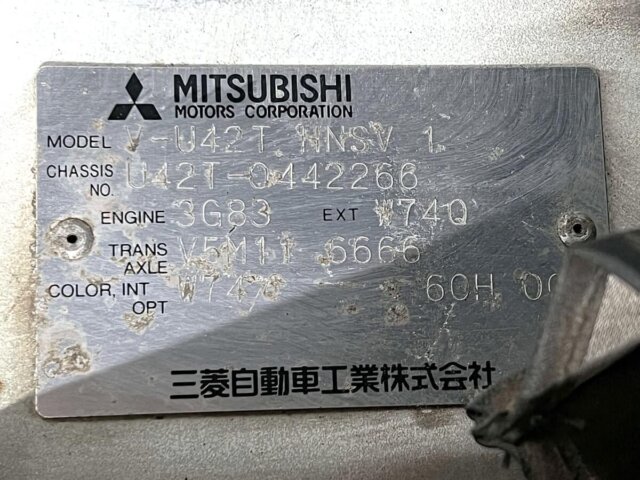 MITSUBISHI
MOTORS CORPORATION
MODEL V-U42T NNSV 1
CHASSIS NO. U42T-0442266
ENGINE 3G83 EXT W74Q
TRANS AXLE V5M11 6666
COLOR, INT OPT 60H
三菱自動車工業株式会社